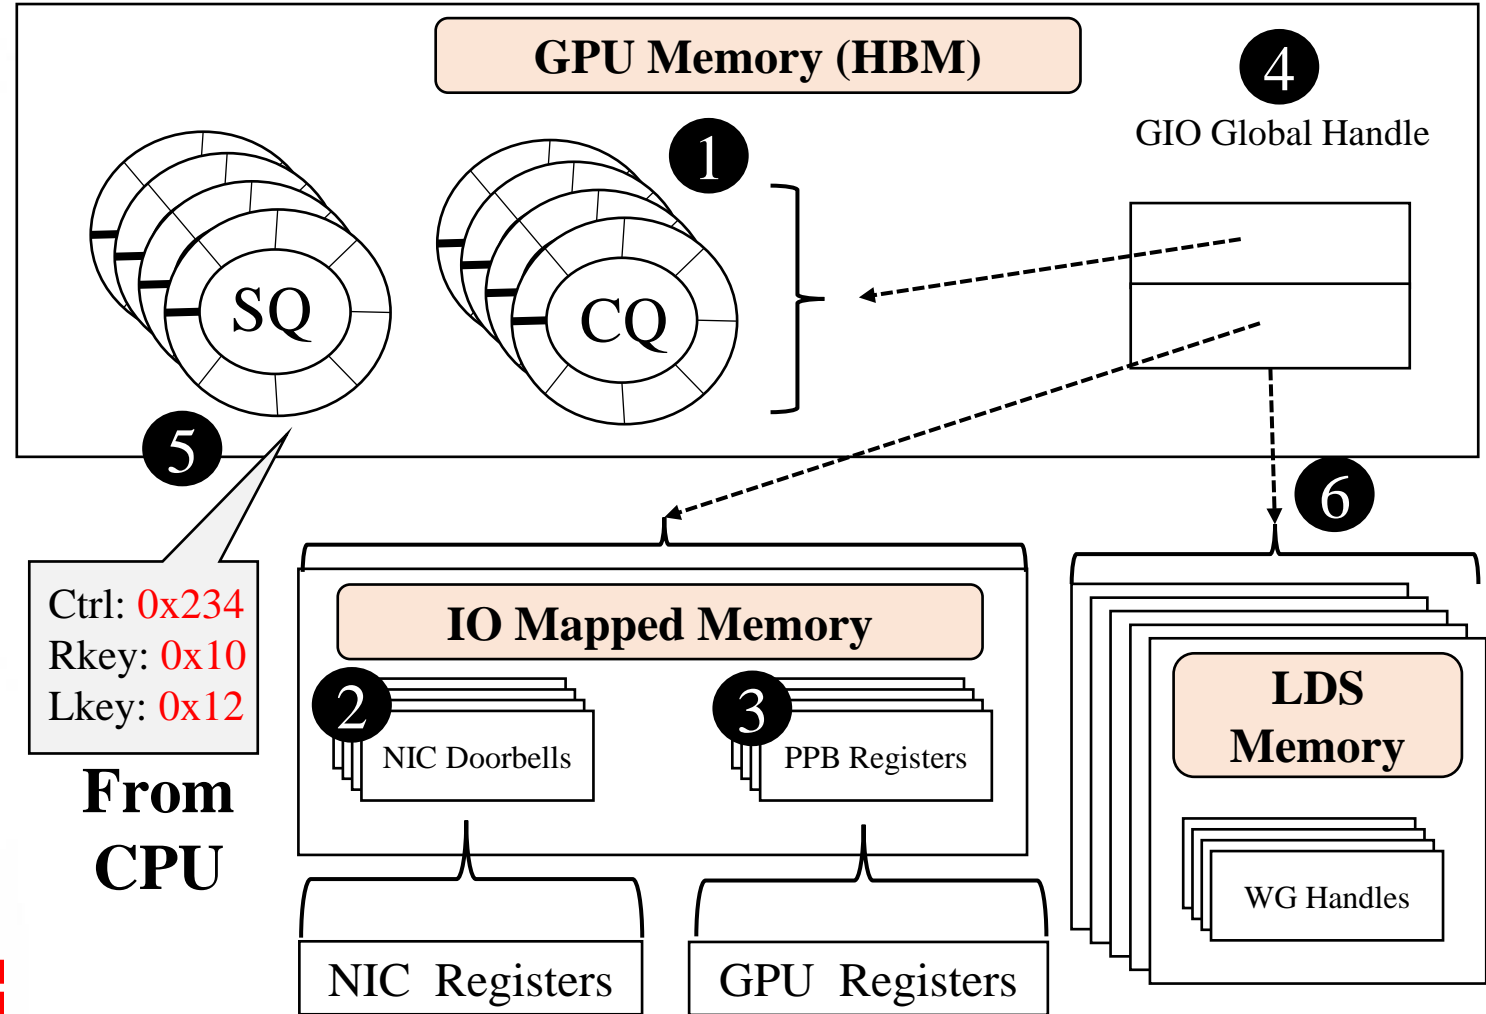 GPU Memory (HBM)
4
GIO Global Handle
1
SQ
CQ
5
6
Ctrl: 0x234
Rkey: 0x10
Lkey: 0x12
From
CPU
IO Mapped Memory
2
NIC Doorbells
3
PPB Registers
LDS
Memory
WG Handles
NIC Registers
GPU Registers